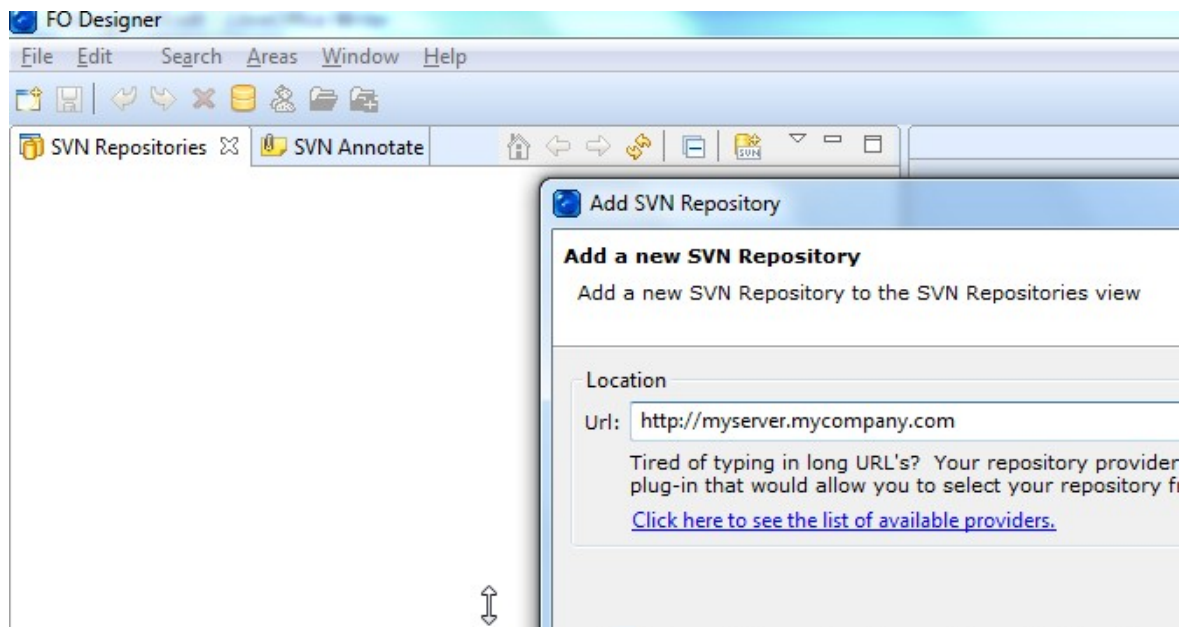 FO Designer
File Edit Search Areas Window Help
SVN Repositories SVN Annotate
SVN
Add SVN Repository
Add a new SVN Repository
Add a new SVN Repository to the SVN Repositories view
Location
Url: http://myserver.mycompany.com
Tired of typing in long URL's? Your repository provider
plug-in that would allow you to select your repository fr
Click here to see the list of available providers.